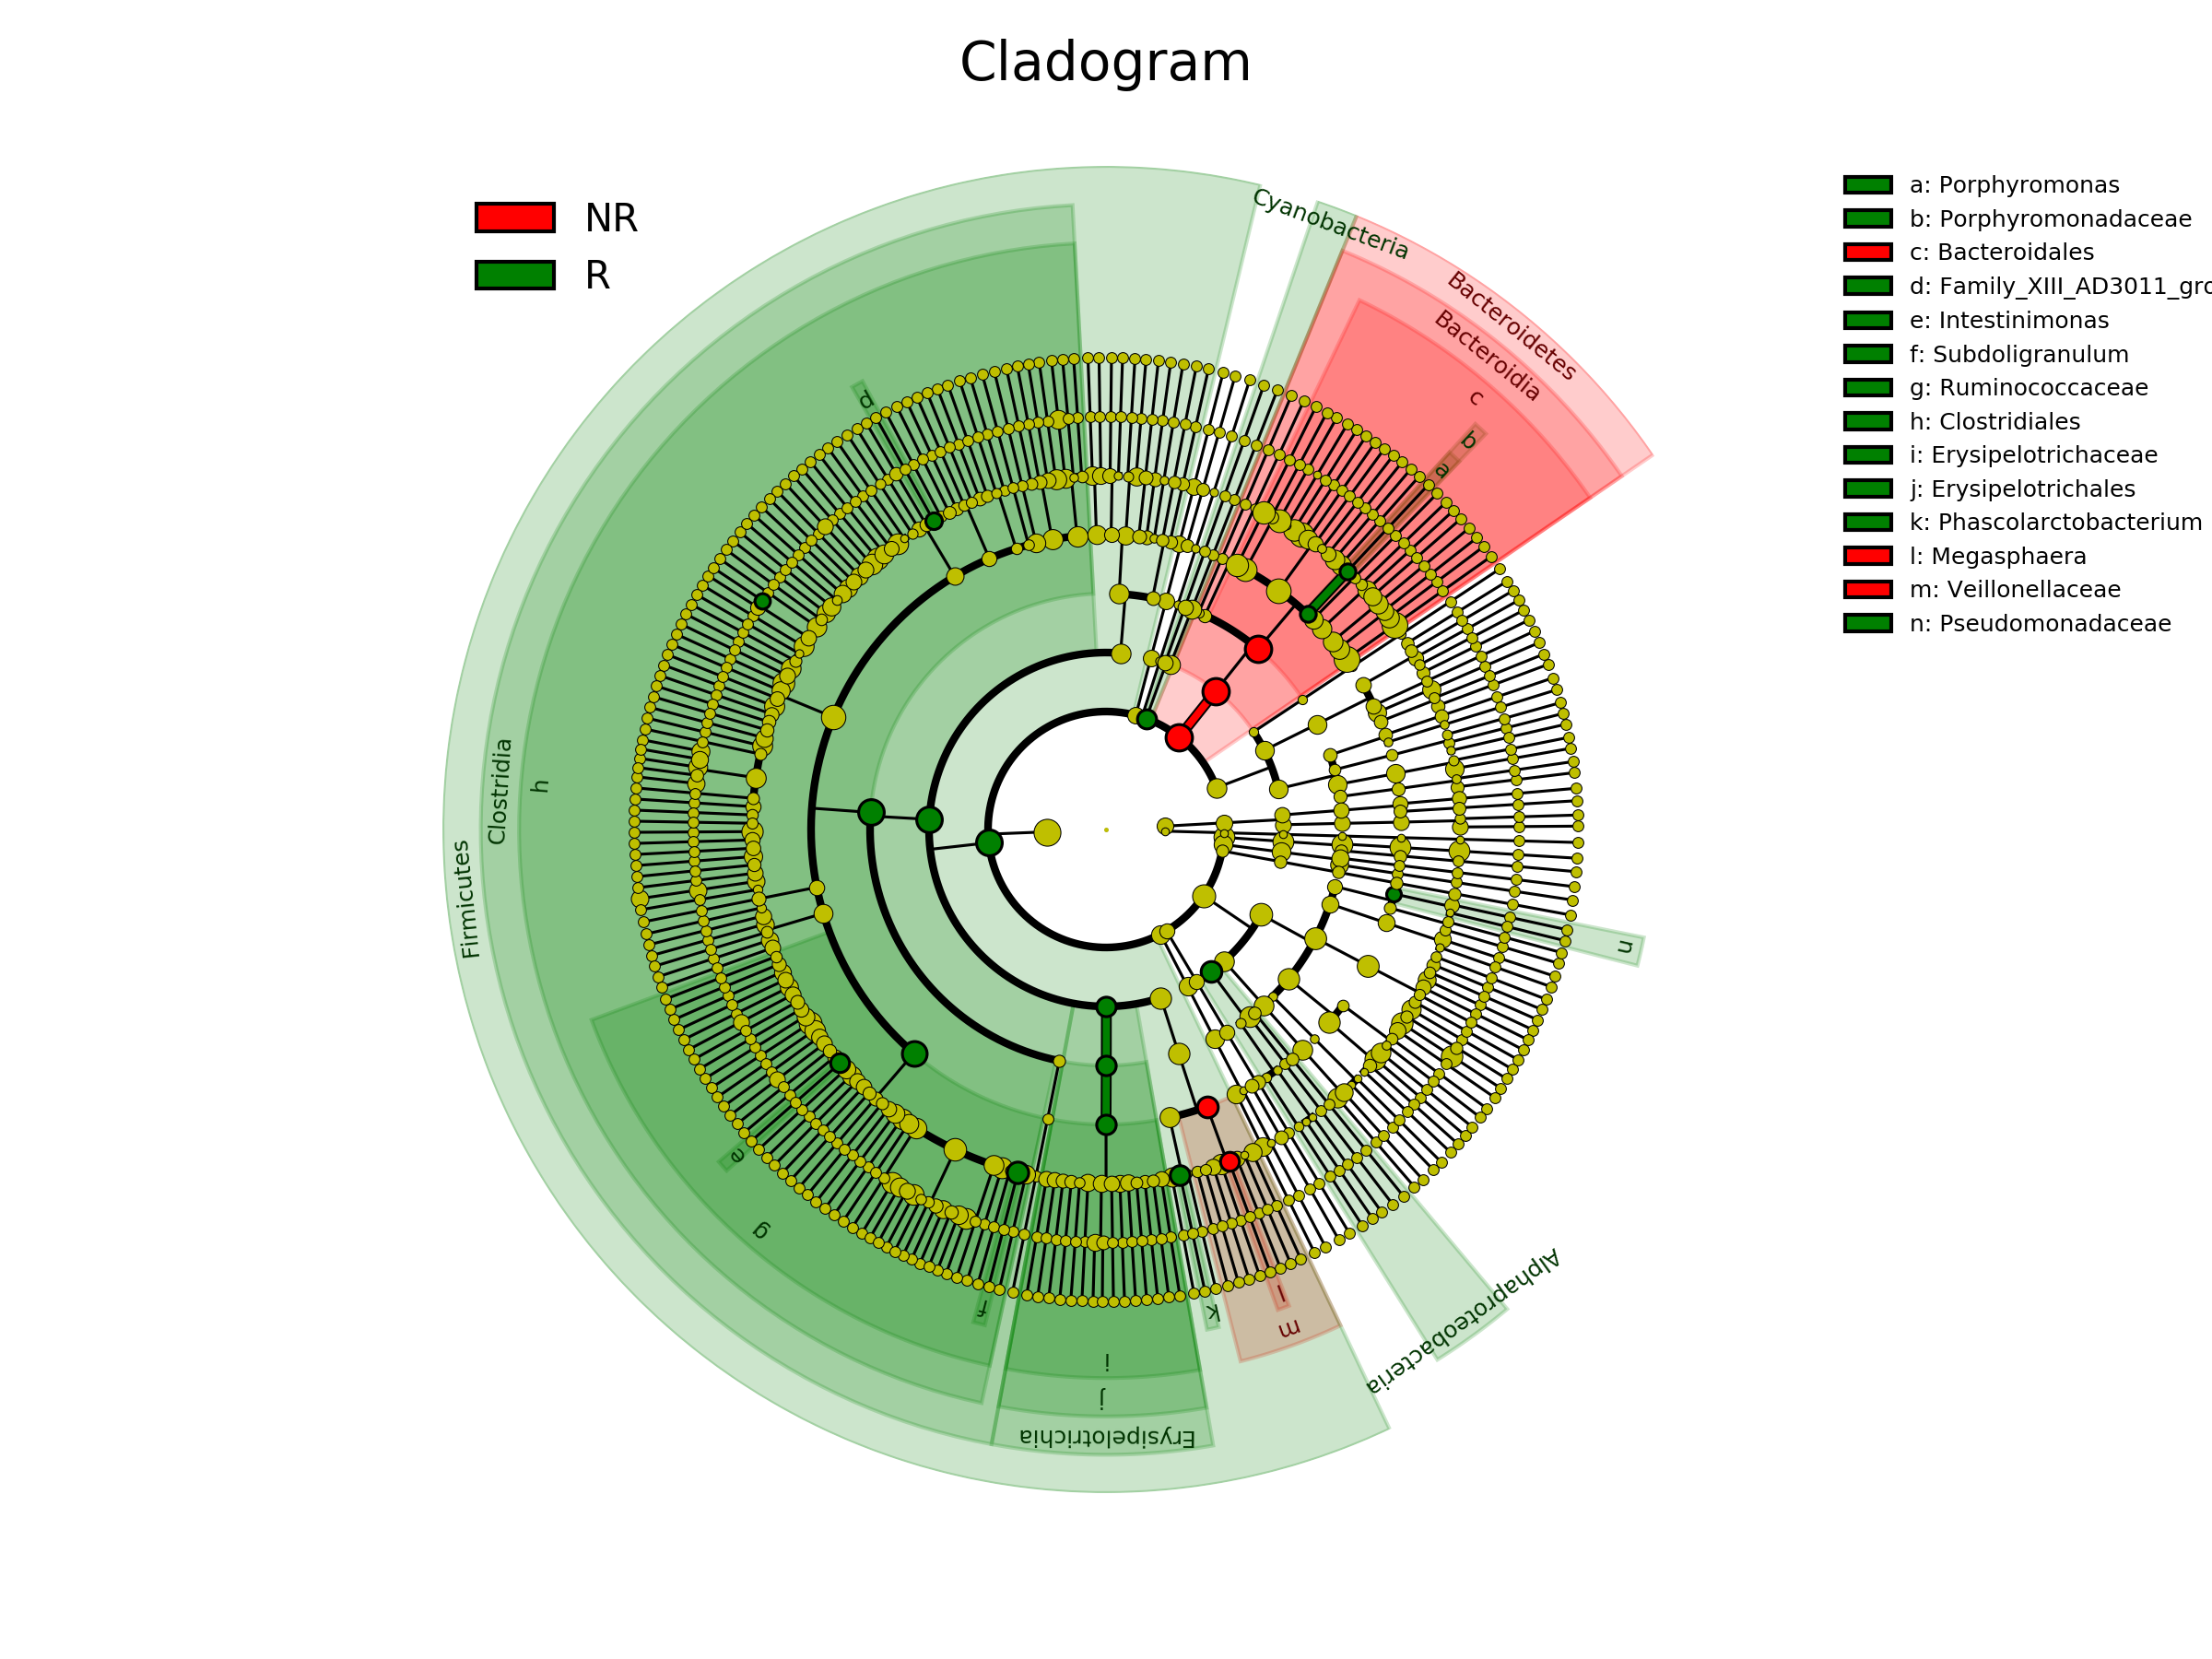 Cladogram
NR
R
a: Porphyromonas
b: Porphyromonadaceae
c: Bacteroidales
d: Family_XIII_AD3011_gro
e: Intestinimonas
f: Subdoligranulum
g: Ruminococcaceae
h: Clostridiales
i: Erysipelotrichaceae
j: Erysipelotrichales
k: Phascolarctobacterium
l: Megasphaera
m: Veillonellaceae
n: Pseudomonadaceae
Cyanobacteria
Bacteroidetes
Bacteroidia
c
b
a
d
h
Clostridia
Firmicutes
e
g
f
i
j
Erysipelotrichia
k
l
m
Alphaproteobacteria
n